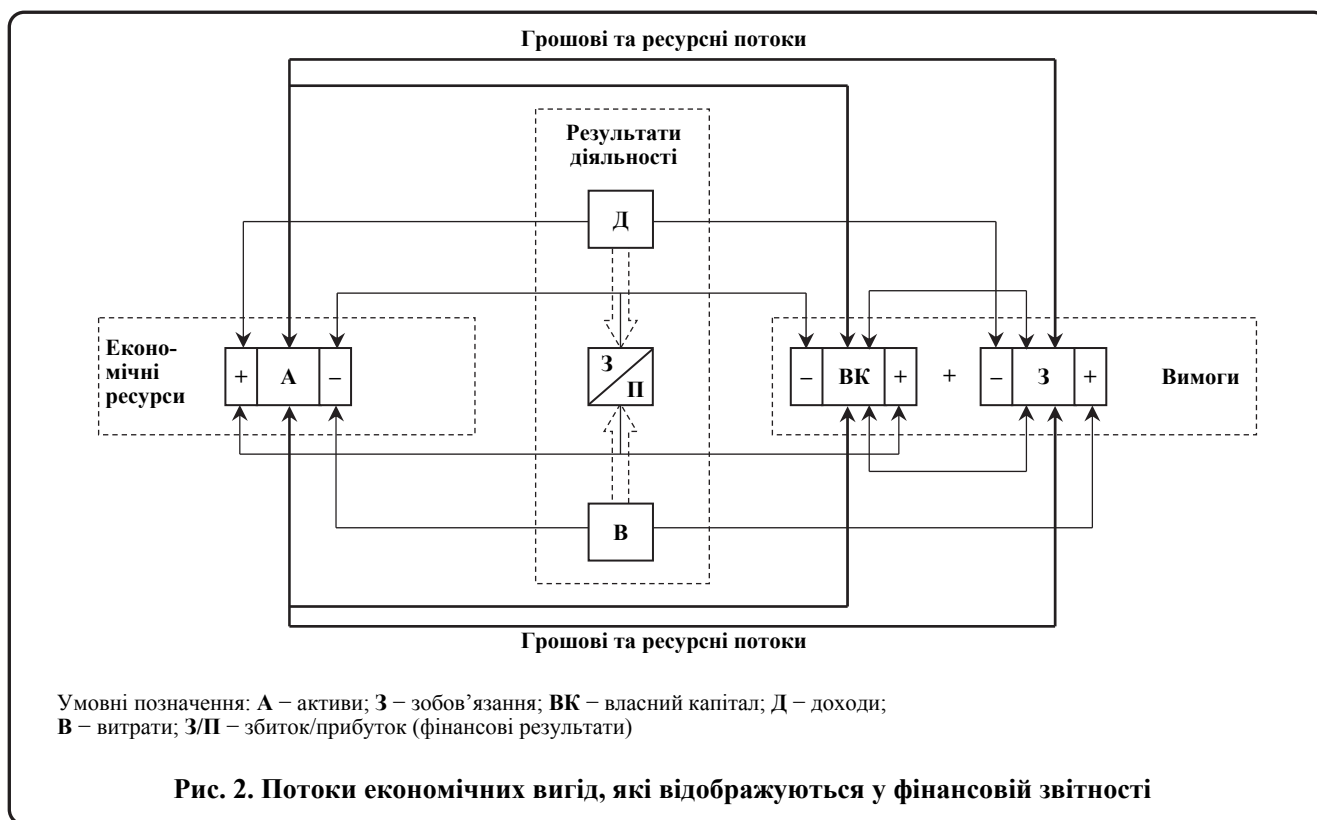 Грошові та ресурсні потоки
Результати
діяльності
Д
Еконо-
мічні
ресурси
+ А –
З
П
– ВК + + – З +
Вимоги
В
Грошові та ресурсні потоки
Умовні позначення: А – активи; З – зобов’язання; ВК – власний капітал; Д – доходи;
В – витрати; З/П – збиток/прибуток (фінансові результати)
Рис. 2. Потоки економічних вигід, які відображуються у фінансовій звітності